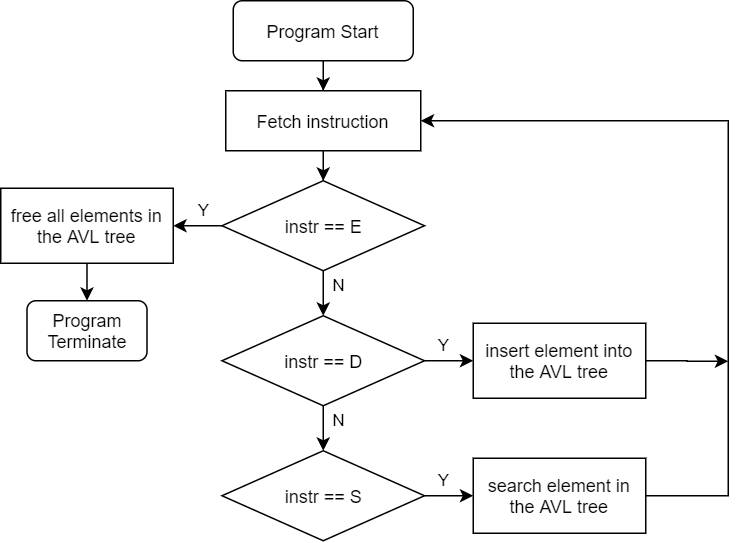 Program Start
Fetch instruction
instr == E
Y
free all elements in
the AVL tree
Program
Terminate
N
instr == D
Y
insert element into
the AVL tree
N
instr == S
Y
search element in
the AVL tree